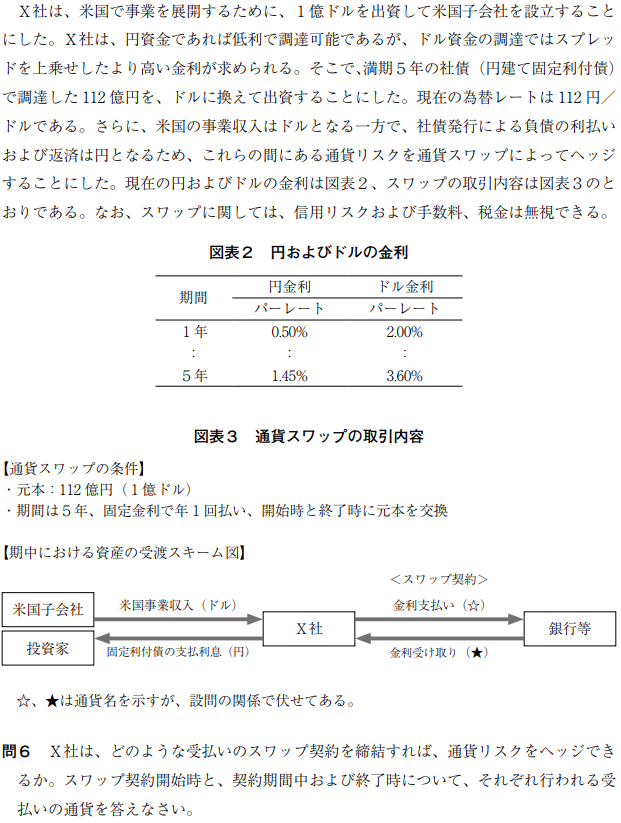 Ｘ社は、米国で事業を展開するために、１億ドルを出資して米国子会社を設立すること
にした。Ｘ社は、円資金であれば低利で調達可能であるが、ドル資金の調達ではスプレッ
ドを上乗せしたより高い金利が求められる。そこで、満期５年の社債（円建て固定利付債）
で調達した112億円を、ドルに換えて出資することにした。現在の為替レートは112円／
ドルである。さらに、米国の事業収入はドルとなる一方で、社債発行による負債の利払い
および返済は円となるため、これらの間にある通貨リスクを通貨スワップによってヘッジ
することにした。現在の円およびドルの金利は図表２、スワップの取引内容は図表３のと
おりである。なお、スワップに関しては、信用リスクおよび手数料、税金は無視できる。
図表２　円およびドルの金利
期間 円金利 ドル金利
パーレート パーレート
１年 0.50% 2.00%
： ： ：
５年 1.45% 3.60%
図表３　通貨スワップの取引内容
【通貨スワップの条件】
・元本：112億円（１億ドル）
・期間は５年、固定金利で年１回払い、開始時と終了時に元本を交換
【期中における資産の受渡スキーム図】
＜スワップ契約＞
米国子会社 米国事業収入（ドル） Ｘ社 金利支払い（☆） 銀行等
投資家 固定利付債の支払利息（円） 金利受け取り（★）
☆、★は通貨名を示すが、設問の関係で伏せてある。
問６　Ｘ社は、どのような受払いのスワップ契約を締結すれば、通貨リスクをヘッジでき
るか。スワップ契約開始時と、契約期間中および終了時について、それぞれ行われる受
払いの通貨を答えなさい。